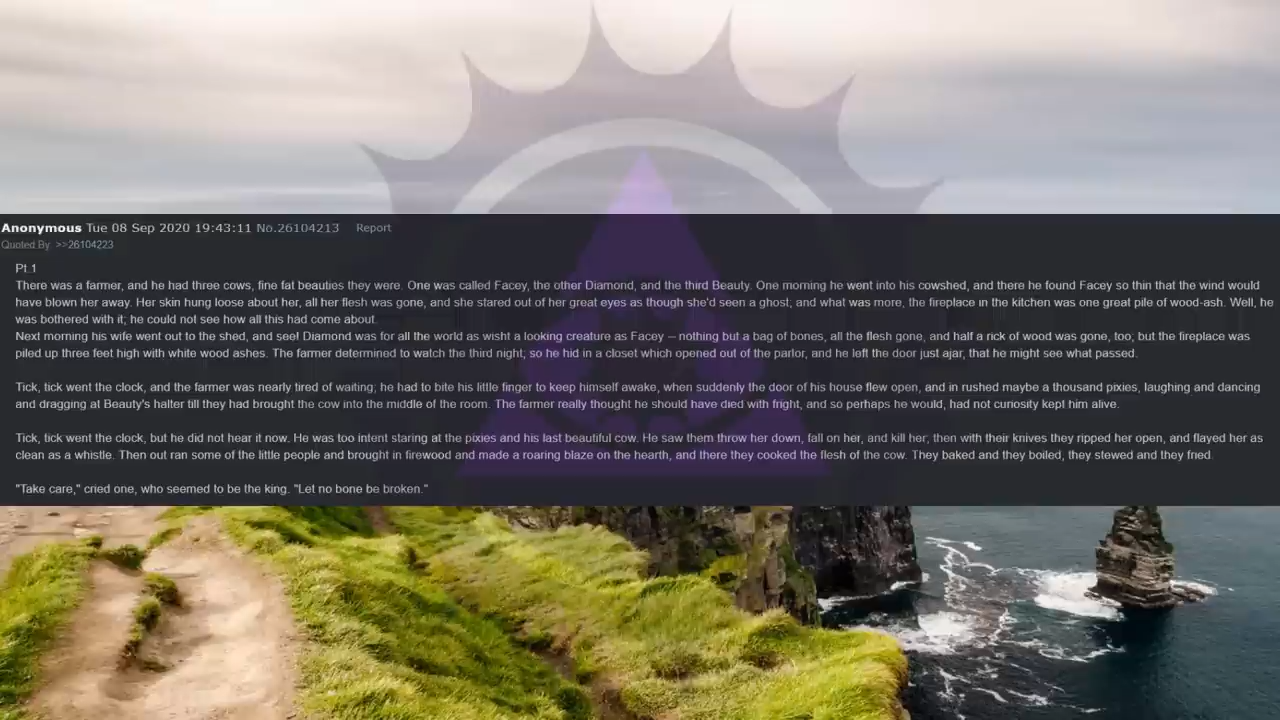 Anonymous Tue 08 Sep 2020 19:43:11 No.26104213 Report
Quoted By: >>26104223
Pt.1
There was a farmer, and he had three cows, fine fat beauties they were. One was called Facey, the other Diamond, and the third Beauty. One morning he went into his cowshed, and there he found Facey so thin that the wind would
have blown her away. Her skin hung loose about her, all her flesh was gone, and she stared out of her great eyes as though she'd seen a ghost; and what was more, the fireplace in the kitchen was one great pile of wood-ash. Well, he
was bothered with it; he could not see how all this had come about.
Next morning his wife went out to the shed, and see! Diamond was for all the world as wisht a looking creature as Facey -- nothing but a bag of bones, all the flesh gone, and half a rick of wood was gone, too; but the fireplace was
piled up three feet high with white wood ashes. The farmer determined to watch the third night; so he hid in a closet which opened out of the parlor, and he left the door just ajar, that he might see what passed.
Tick, tick went the clock, and the farmer was nearly tired of waiting; he had to bite his little finger to keep himself awake, when suddenly the door of his house flew open, and in rushed maybe a thousand pixies, laughing and dancing
and dragging at Beauty's halter till they had brought the cow into the middle of the room. The farmer really thought he should have died with fright, and so perhaps he would, had not curiosity kept him alive.
Tick, tick went the clock, but he did not hear it now. He was too intent staring at the pixies and his last beautiful cow. He saw them throw her down, fall on her, and kill her; then with their knives they ripped her open, and flayed her as
clean as a whistle. Then out ran some of the little people and brought in firewood and made a roaring blaze on the hearth, and there they cooked the flesh of the cow. They baked and they boiled, they stewed and they fried.
"Take care," cried one, who seemed to be the king. "Let no bone be broken."